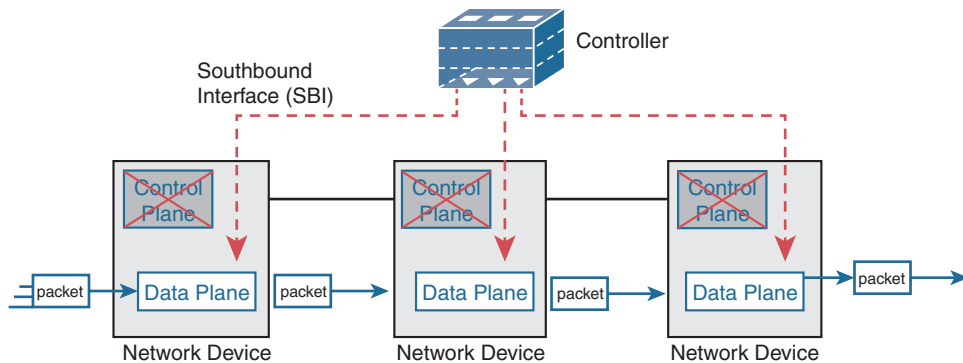 Controller
Southbound
Interface (SBI)
Control
Plane
Control
Plane
Control
Plane
packet
Data Plane
packet
Data Plane
packet
Data Plane
packet
Network Device
Network Device
Network Device